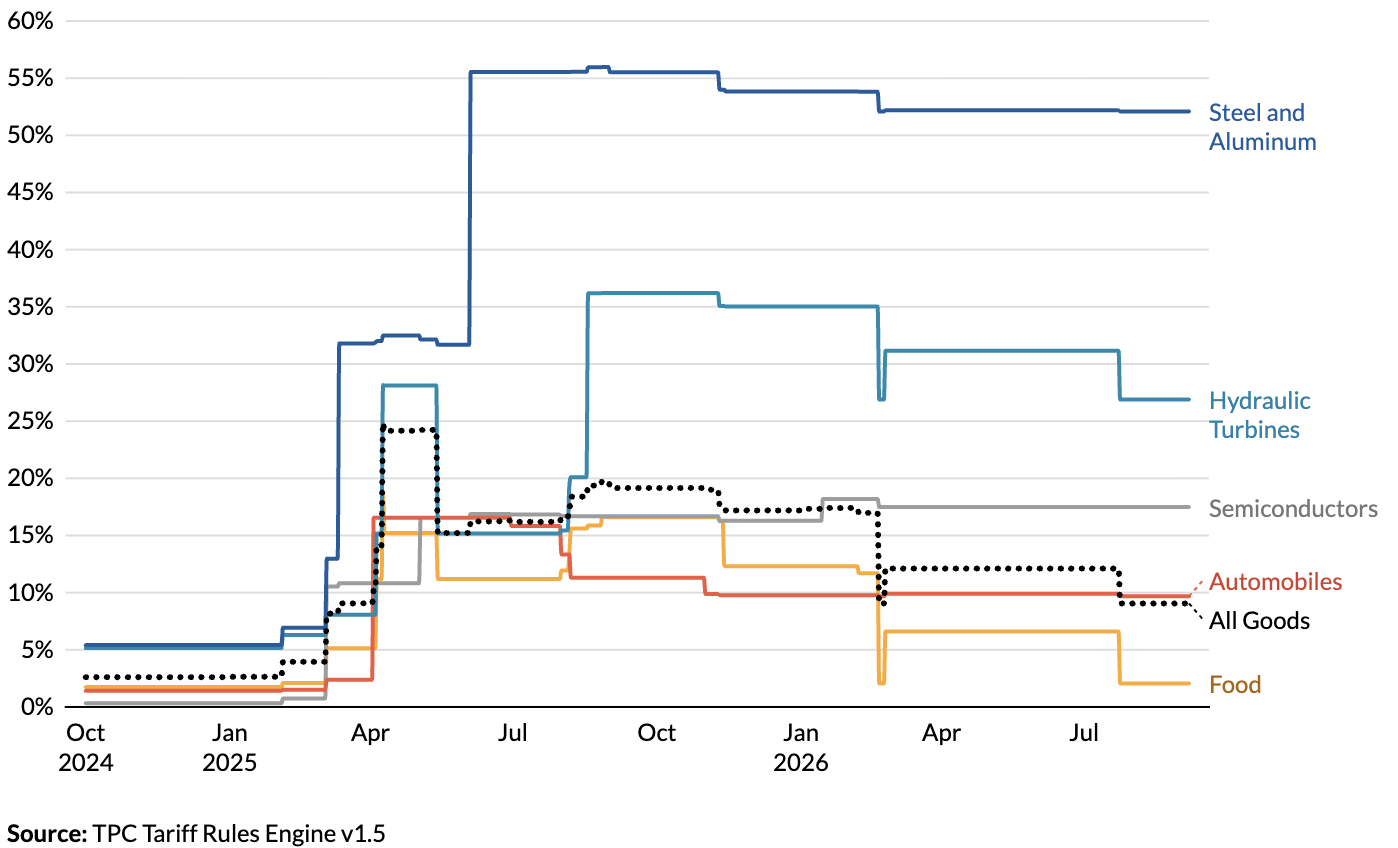 60%
55%
50%
45%
40%
35%
30%
25%
20%
15%
10%
5%
0%
Steel and
Aluminum
Hydraulic
Turbines
Semiconductors
Automobiles
All Goods
Food
Oct Jan Apr Jul Oct Jan Apr Jul
2024 2025 2026
Source: TPC Tariff Rules Engine v1.5